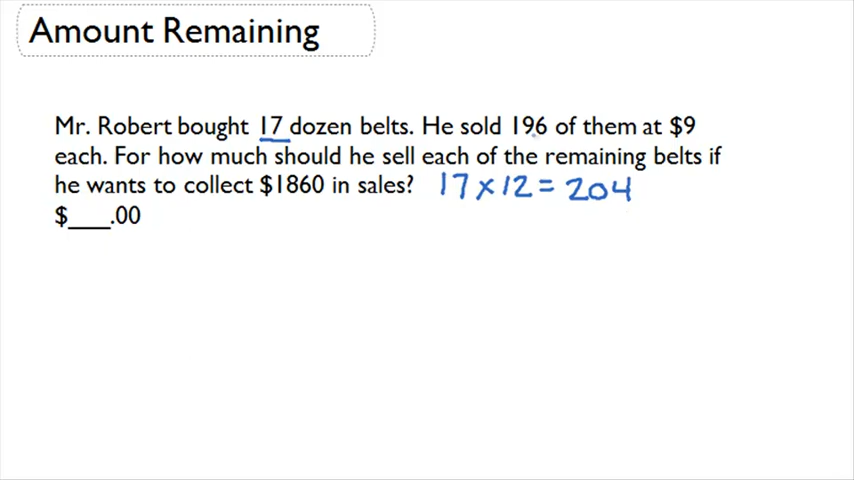 Amount Remaining
Mr. Robert bought 17 dozen belts. He sold 196 of them at $9
each. For how much should he sell each of the remaining belts if
he wants to collect $1860 in sales? 17 x 12 = 204
$___.00